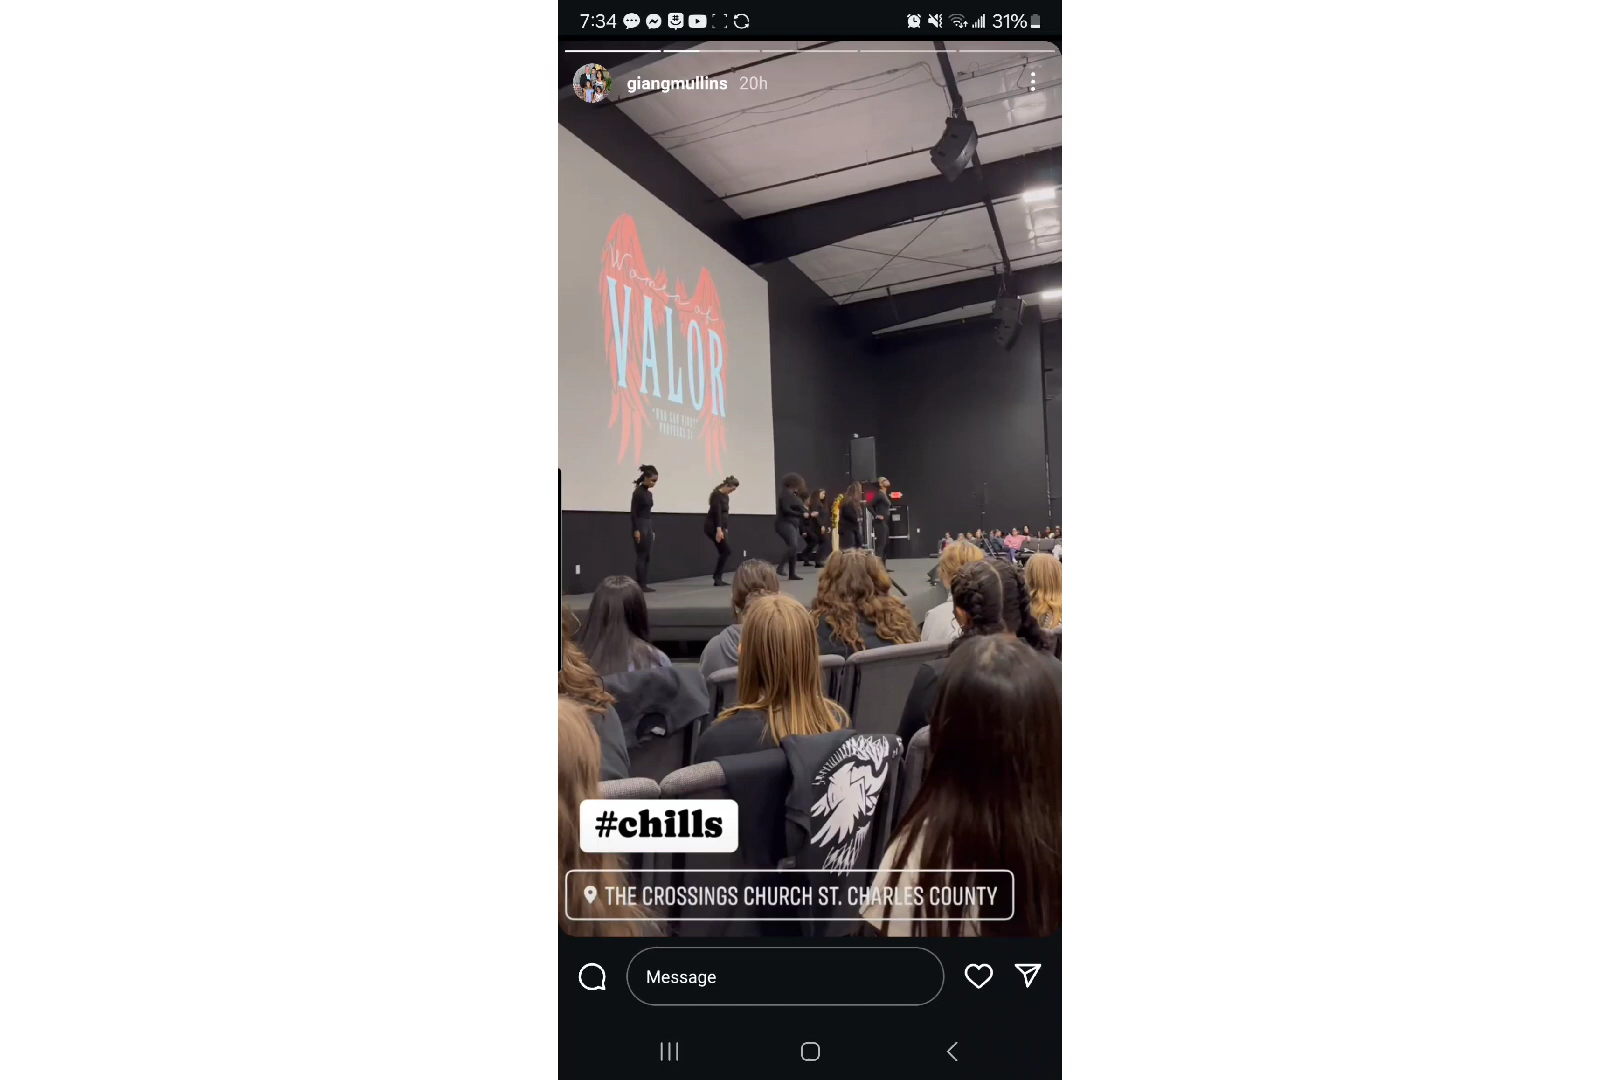 7:34
31%
giangmullins 20h
women of
VALOR
#chills
THE CROSSINGS CHURCH ST. CHARLES COUNTY
Message